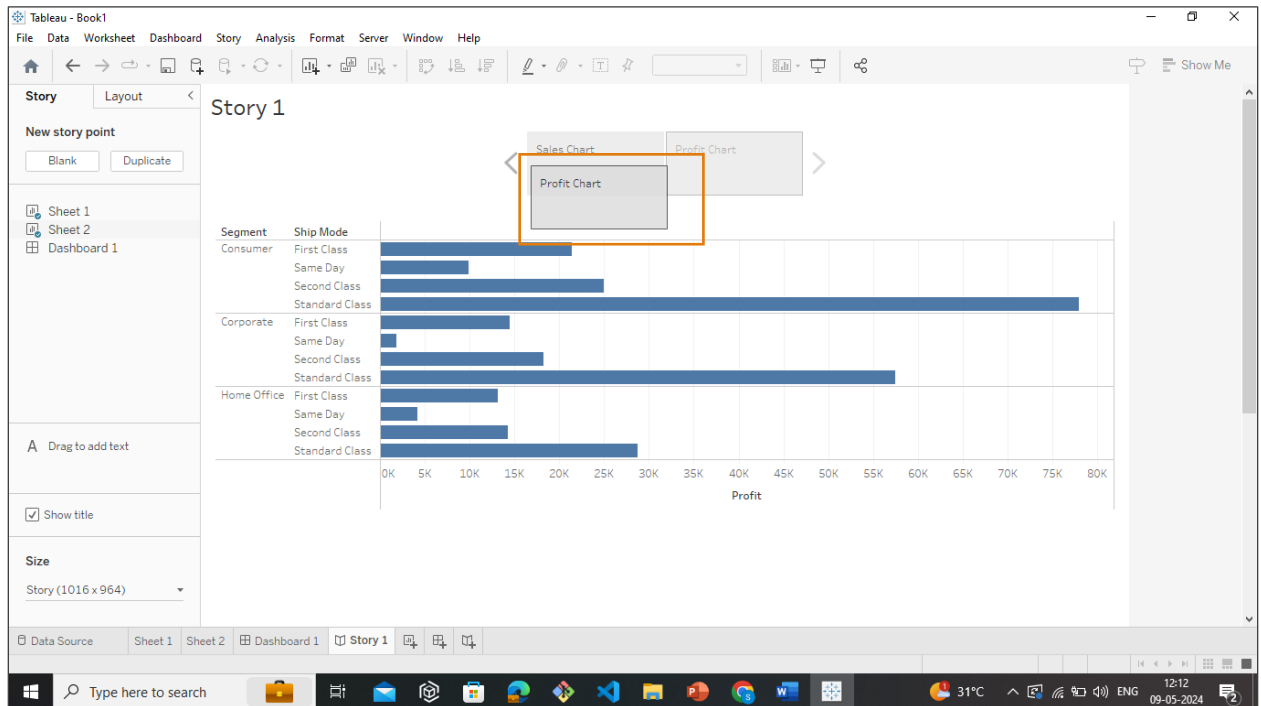 Tableau - Book1
File Data Worksheet Dashboard Story Analysis Format Server Window Help
Show Me
Story Layout
New story point
Blank Duplicate
Sheet 1
Sheet 2
Dashboard 1
A Drag to add text
Show title
Size
Story (1016 x 964)
Story 1
Sales Chart Profit Chart
Profit Chart
Segment Ship Mode
Consumer First Class
Same Day
Second Class
Standard Class
Corporate First Class
Same Day
Second Class
Standard Class
Home Office First Class
Same Day
Second Class
Standard Class
0K 5K 10K 15K 20K 25K 30K 35K 40K 45K 50K 55K 60K 65K 70K 75K 80K
Profit
Data Source Sheet 1 Sheet 2 Dashboard 1 Story 1
Type here to search
1 31°C ENG 12:12
09-05-2024 2